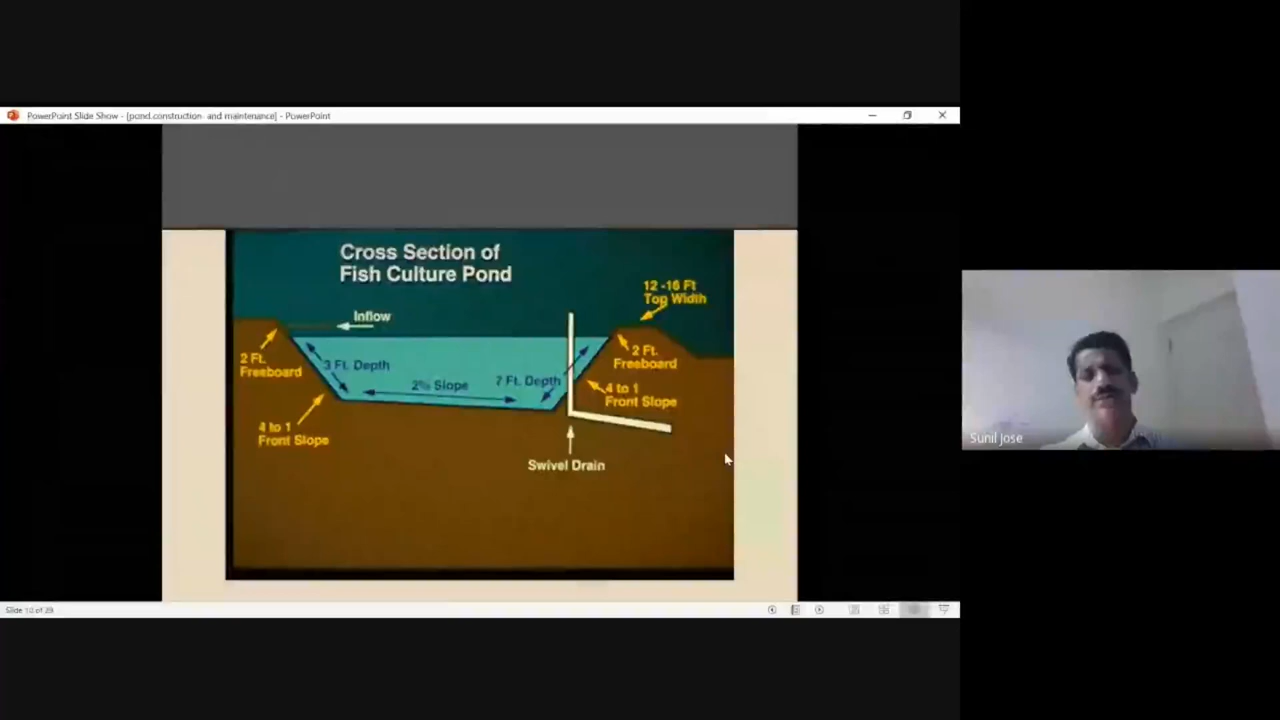 PowerPoint Slide Show - [pond.construction- and maintenance] - PowerPoint
Cross Section of
Fish Culture Pond
12 -16 Ft
Top Width
Inflow
2 Ft.
Freeboard
3 Ft. Depth
2% Slope
7 Ft. Depth
2 Ft.
Freeboard
4 to 1
Front Slope
4 to 1
Front Slope
Swivel Drain
Sunil Jose
Slide 10 of 29